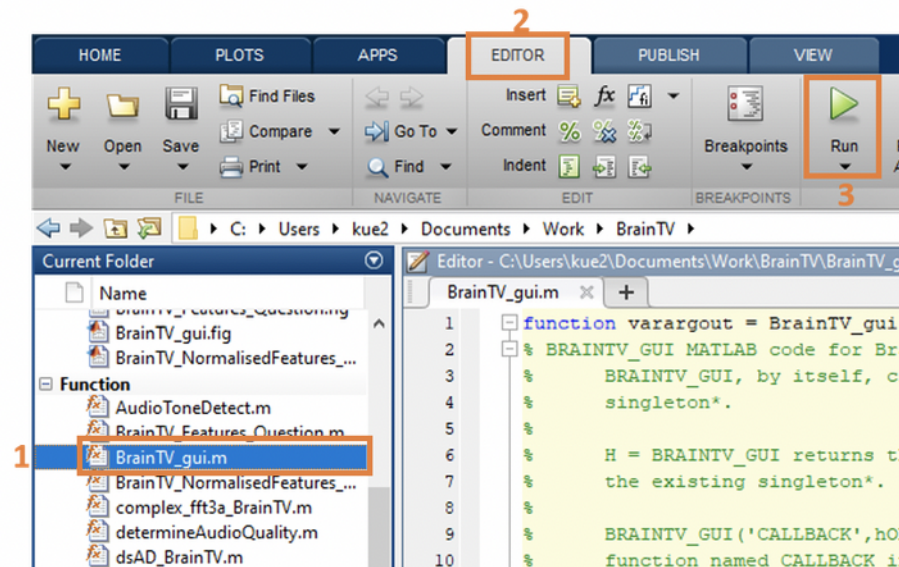 2
HOME PLOTS APPS EDITOR PUBLISH VIEW
Find Files Insert fx fi
New Open Save Compare Go To Comment Breakpoints Run
Print Find Indent
FILE NAVIGATE EDIT BREAKPOINTS 3
C: Users kue2 Documents Work BrainTV
Current Folder Editor - C:\Users\kue2\Documents\Work\BrainTV\BrainTV_g
Name BrainTV_gui.m +
BrainTV_Features_Question.fig
BrainTV_gui.fig
BrainTV_NormalisedFeatures_...
Function
AudioToneDetect.m
BrainTV_Features_Question.m
1 BrainTV_gui.m
BrainTV_NormalisedFeatures_...
complex_fft3a_BrainTV.m
determineAudioQuality.m
dsAD_BrainTV.m
1 function varargout = BrainTV_gui
2 % BRAINTV_GUI MATLAB code for Br
3 % BRAINTV_GUI, by itself, c
4 % singleton*.
5 %
6 % H = BRAINTV_GUI returns t
7 % the existing singleton*.
8 %
9 % BRAINTV_GUI('CALLBACK',hO
10 % function named CALLBACK i